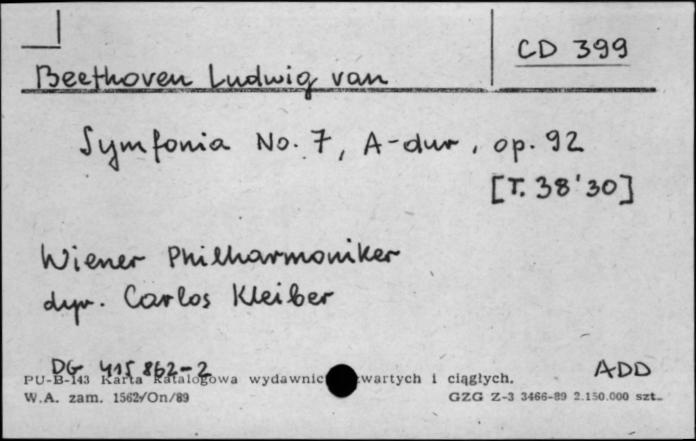 CD 399
Beethoven Ludwig van
Symfonia No. 7, A-dur, op. 92
[T. 38'30]
Wiener Philharmoniker
dyr. Carlos Kleiber
DG 415 862-2 ADD
PU-B-143 Karta katalogowa wydawnic wartych i ciągłych.
W.A. zam. 1562/On/89 GZG Z-3 3466-89 2.150.000 szt.